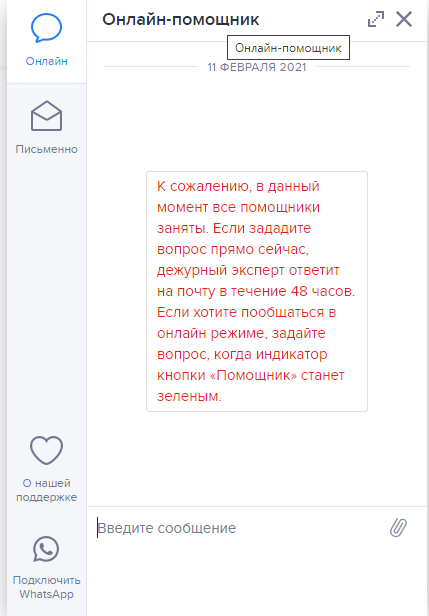 Онлайн-помощник
Онлайн-помощник
11 ФЕВРАЛЯ 2021
Онлайн
Письменно
К сожалению, в данный
момент все помощники
заняты. Если зададите
вопрос прямо сейчас,
дежурный эксперт ответит
на почту в течение 48 часов.
Если хотите пообщаться в
онлайн режиме, задайте
вопрос, когда индикатор
кнопки «Помощник» станет
зеленым.
О нашей
поддержке
Подключить
WhatsApp
Введите сообщение